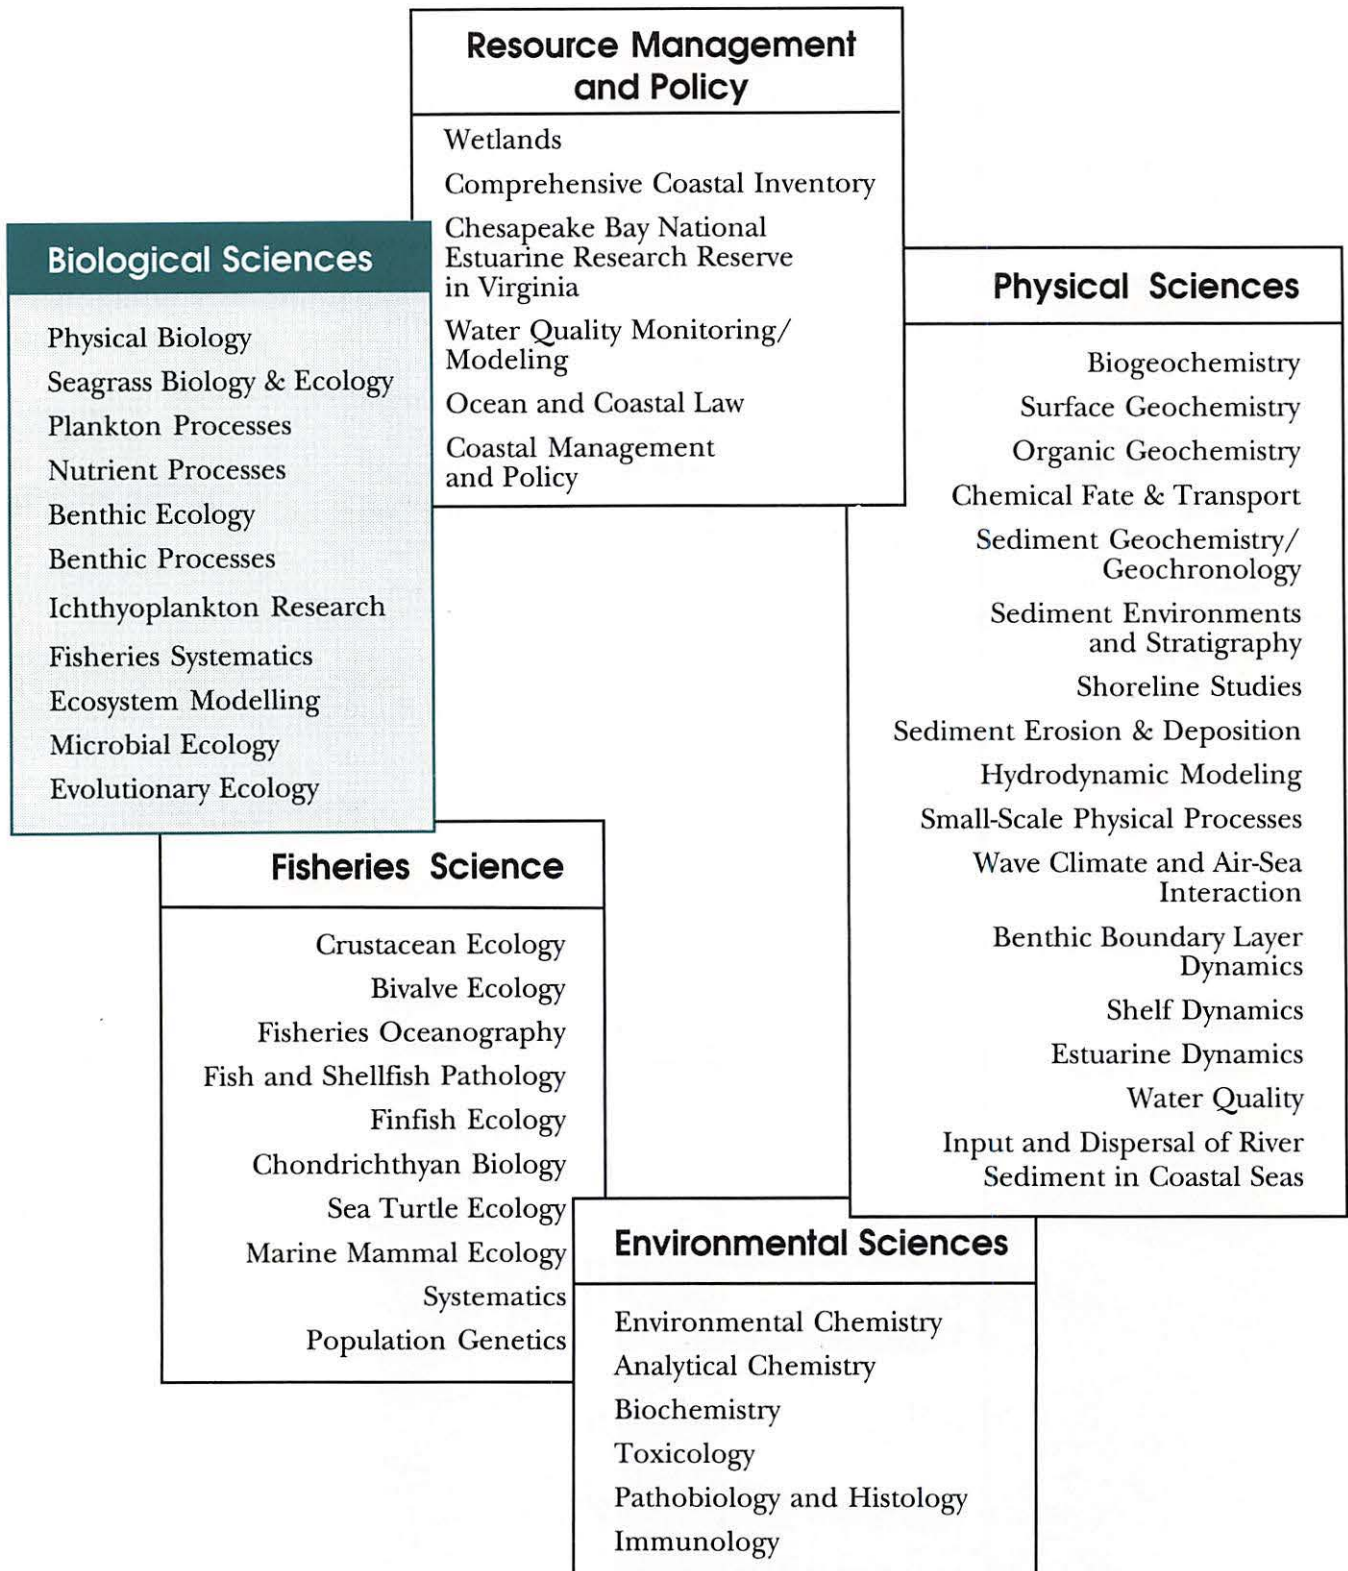 Resource Management
and Policy
Wetlands
Comprehensive Coastal Inventory
Chesapeake Bay National
Estuarine Research Reserve
in Virginia
Water Quality Monitoring/
Modeling
Ocean and Coastal Law
Coastal Management
and Policy
Biological Sciences
Physical Biology
Seagrass Biology & Ecology
Plankton Processes
Nutrient Processes
Benthic Ecology
Benthic Processes
Ichthyoplankton Research
Fisheries Systematics
Ecosystem Modelling
Microbial Ecology
Evolutionary Ecology
Physical Sciences
Biogeochemistry
Surface Geochemistry
Organic Geochemistry
Chemical Fate & Transport
Sediment Geochemistry/
Geochronology
Sediment Environments
and Stratigraphy
Shoreline Studies
Sediment Erosion & Deposition
Hydrodynamic Modeling
Small-Scale Physical Processes
Wave Climate and Air-Sea
Interaction
Benthic Boundary Layer
Dynamics
Shelf Dynamics
Estuarine Dynamics
Water Quality
Input and Dispersal of River
Sediment in Coastal Seas
Fisheries Science
Crustacean Ecology
Bivalve Ecology
Fisheries Oceanography
Fish and Shellfish Pathology
Finfish Ecology
Chondrichthyan Biology
Sea Turtle Ecology
Marine Mammal Ecology
Systematics
Population Genetics
Environmental Sciences
Environmental Chemistry
Analytical Chemistry
Biochemistry
Toxicology
Pathobiology and Histology
Immunology